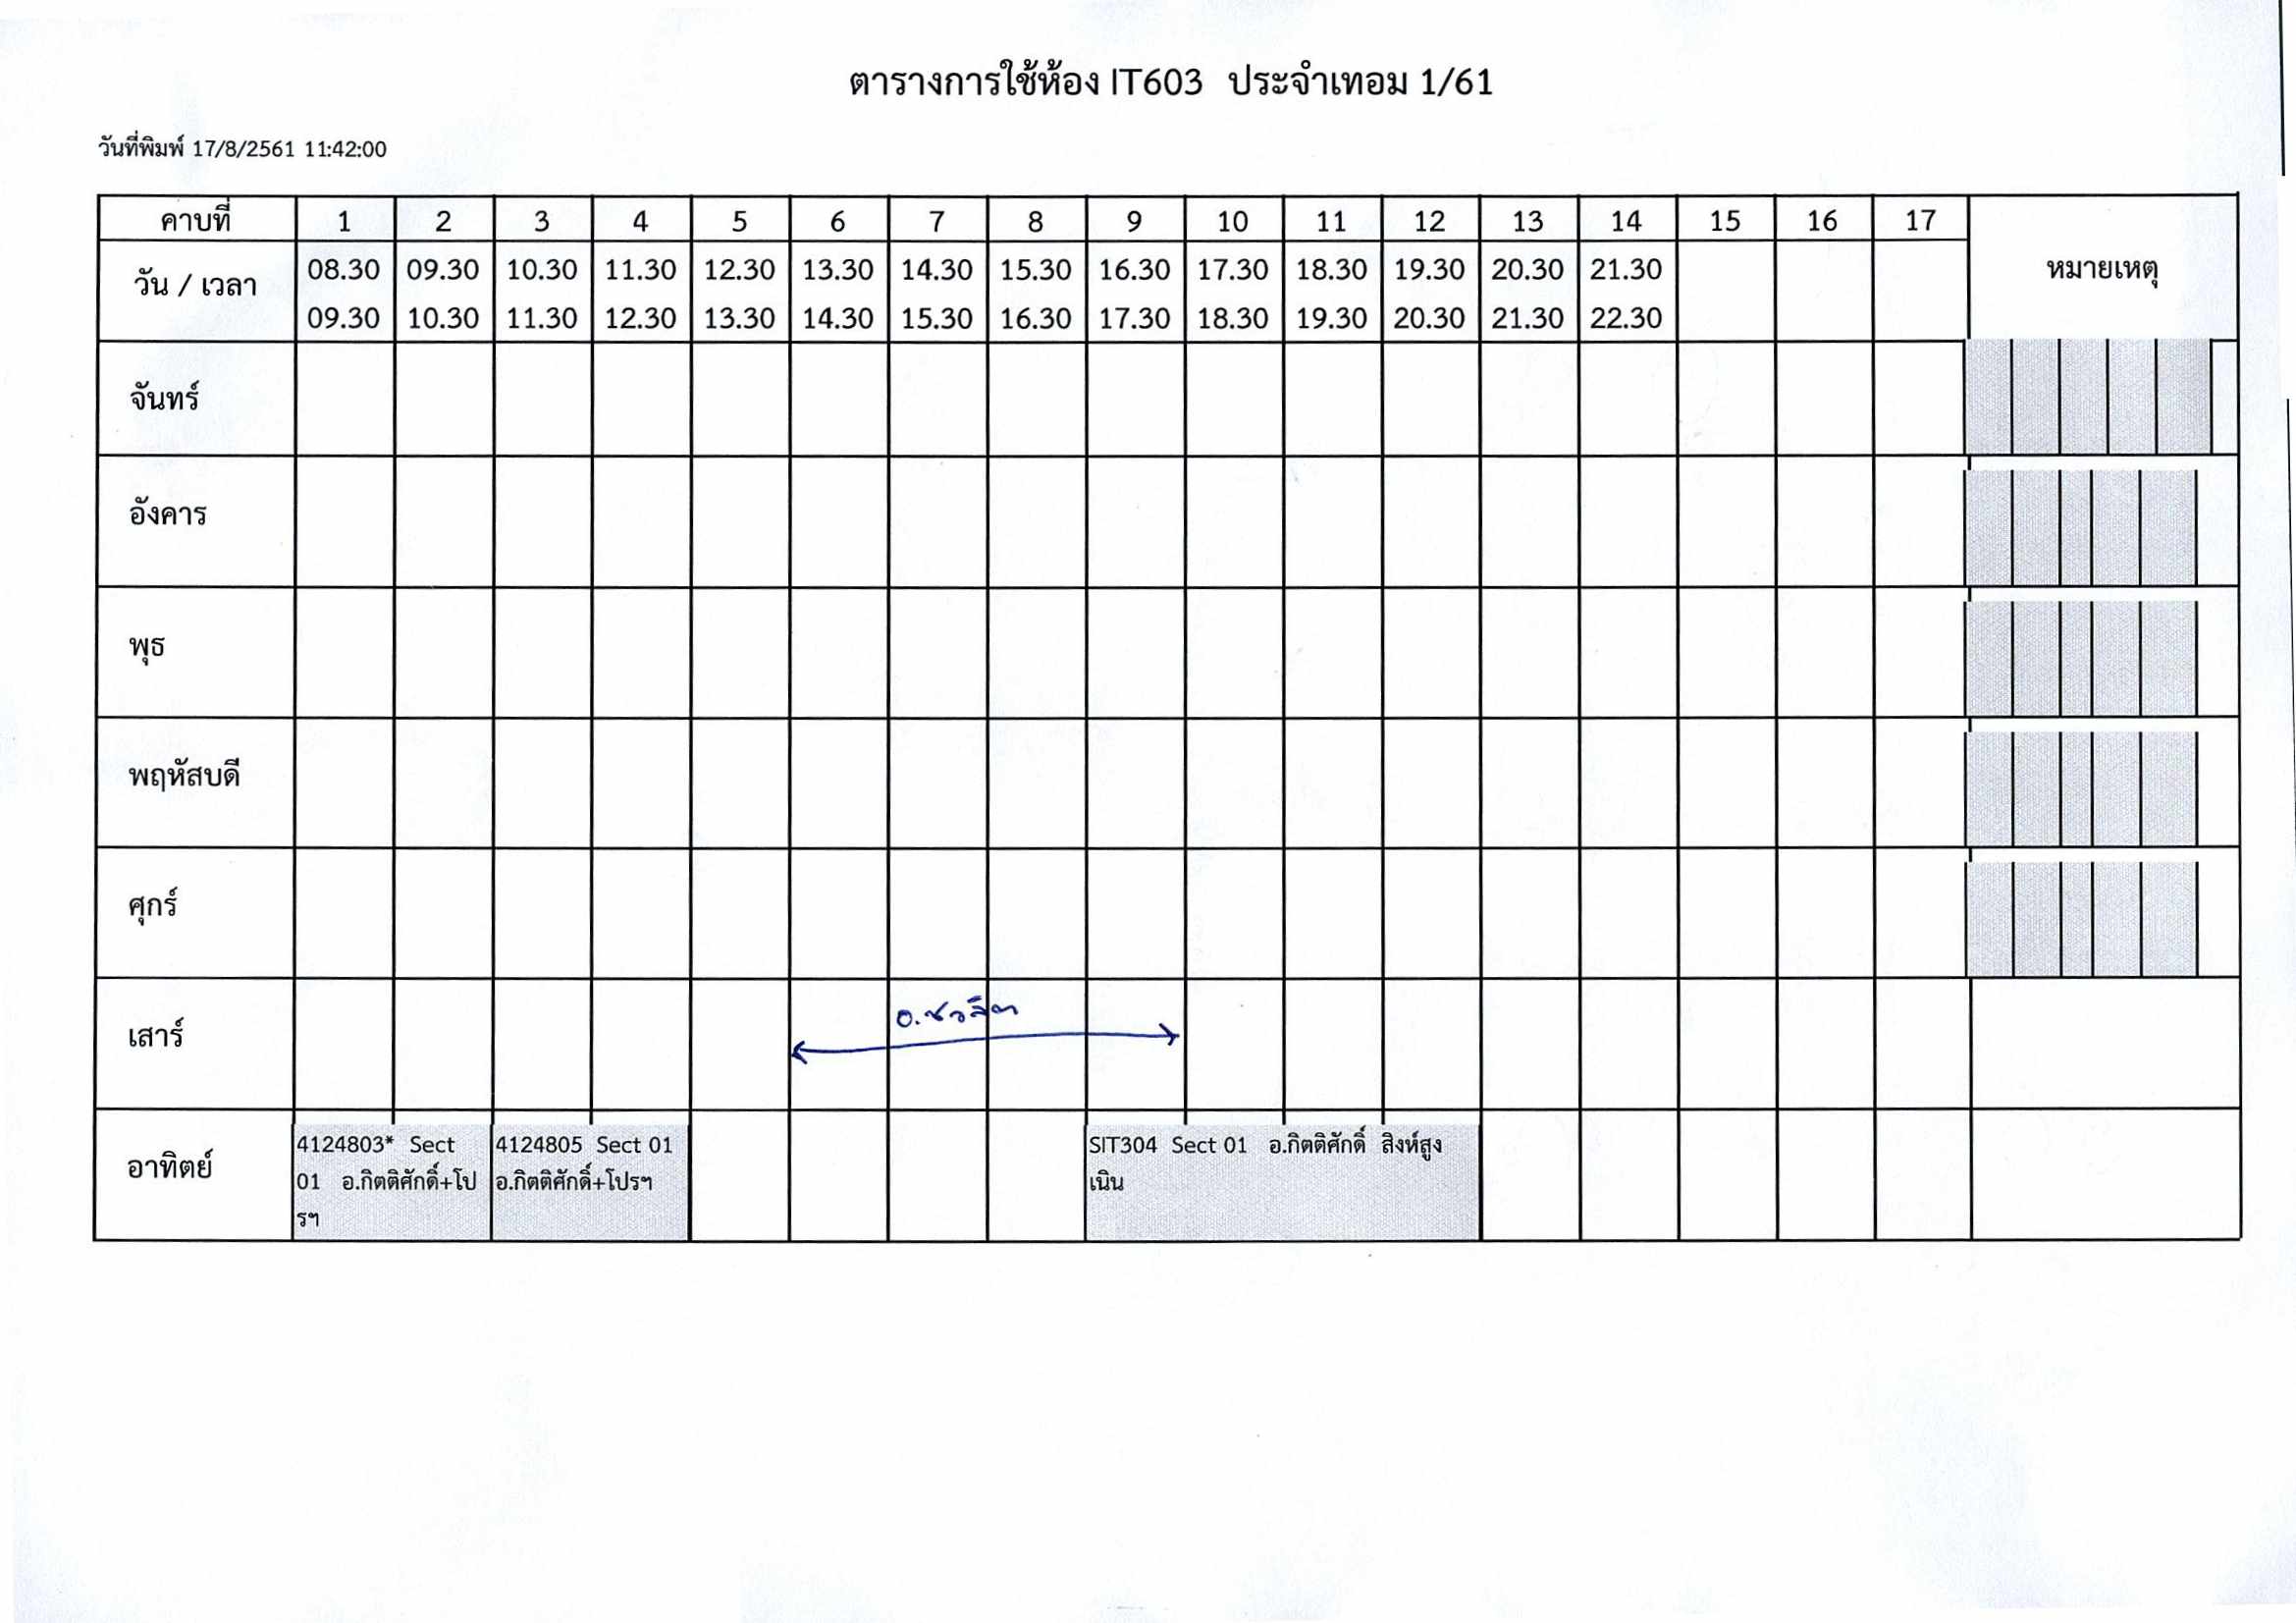 ตารางการใช้ห้อง IT603 ประจำเทอม 1/61
วันที่พิมพ์ 17/8/2561 11:42:00
คาบที่ 1 2 3 4 5 6 7 8 9 10 11 12 13 14 15 16 17
หมายเหตุ
วัน / เวลา
08.30 09.30 10.30 11.30 12.30 13.30 14.30 15.30 16.30 17.30 18.30 19.30 20.30 21.30
09.30 10.30 11.30 12.30 13.30 14.30 15.30 16.30 17.30 18.30 19.30 20.30 21.30 22.30
จันทร์
อังคาร
พุธ
พฤหัสบดี
ศุกร์
เสาร์
อ.ชวลิต
อาทิตย์
4124803* Sect
01 อ.กิตติศักดิ์+โป
รฯ
4124805 Sect 01
อ.กิตติศักดิ์+โปรฯ
SIT304 Sect 01 อ.กิตติศักดิ์ สิงห์สูง
เนิน